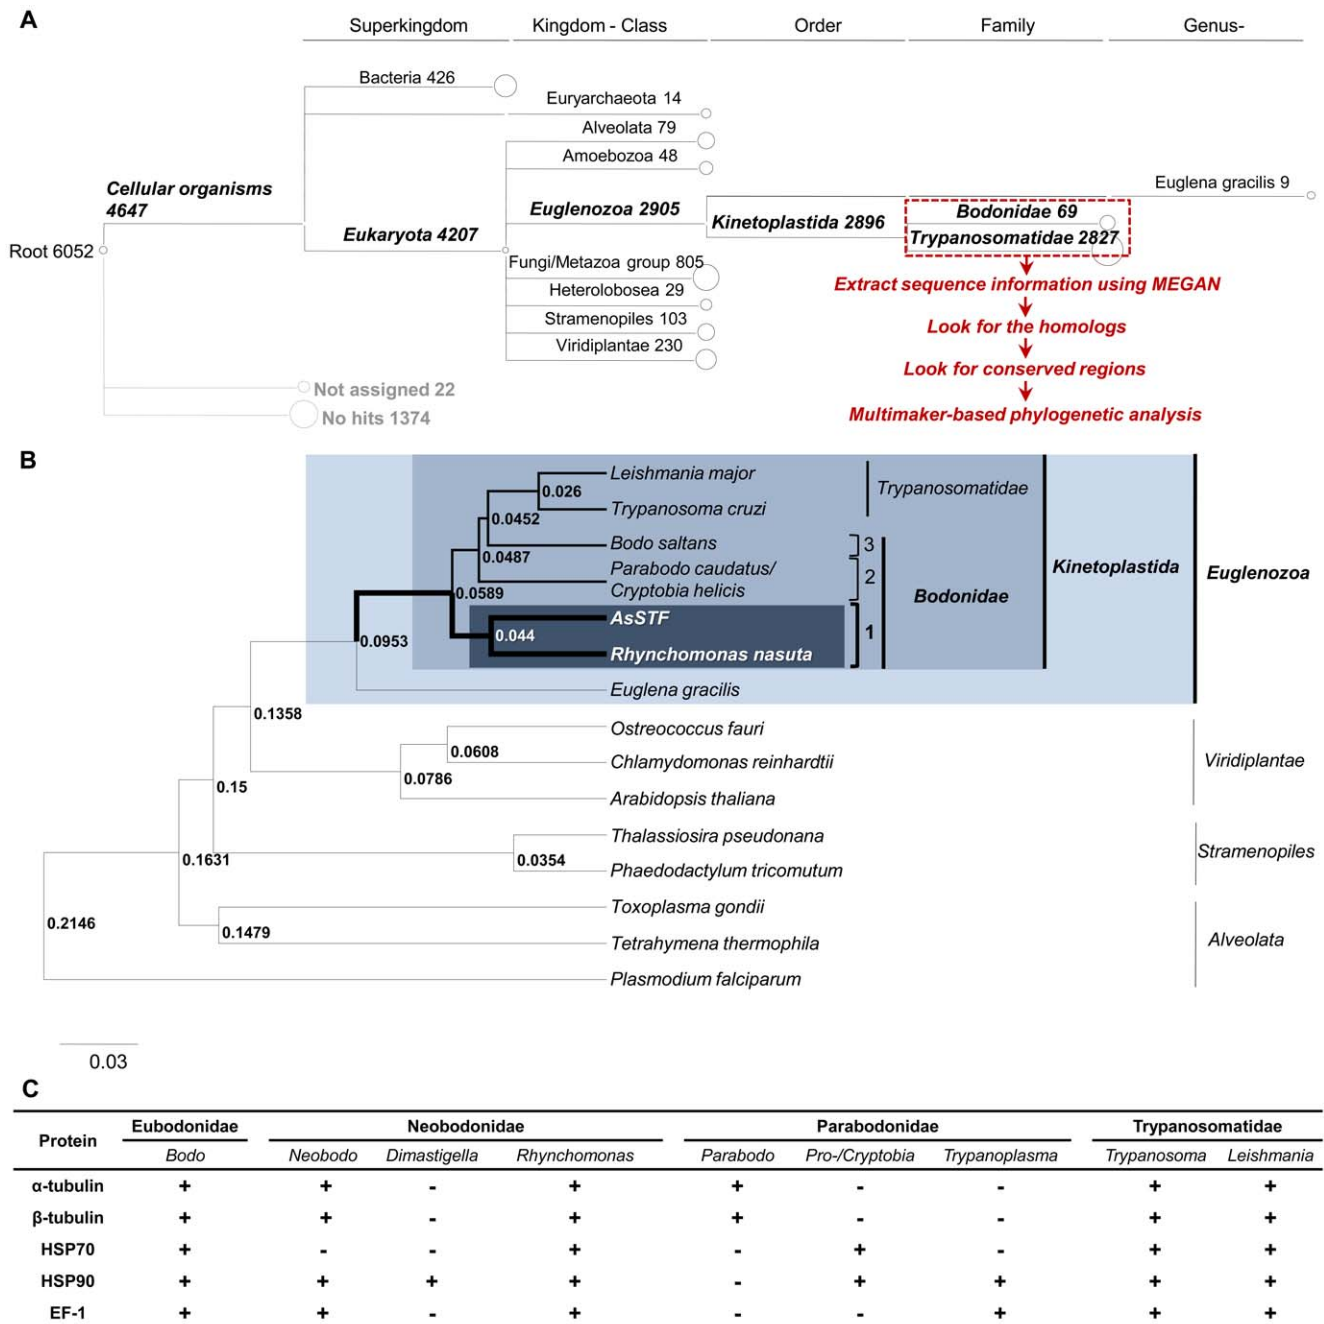 A
Superkingdom Kingdom - Class Order Family Genus-
Bacteria 426
Euryarchaeota 14
Alveolata 79
Amoebozoa 48
Cellular organisms
4647
Euglena gracilis 9
Euglenozoa 2905
Bodonidae 69
Kinetoplastida 2896
Eukaryota 4207
Trypanosomatidae 2827
Root 6052
Fungi/Metazoa group 805
Heterolobosea 29
Extract sequence information using MEGAN
Stramenopiles 103
Look for the homologs
Viridiplantae 230
Look for conserved regions
Not assigned 22
No hits 1374
Multimaker-based phylogenetic analysis
B
Leishmania major
0.026
Trypanosomatidae
Trypanosoma cruzi
0.0452
Bodo saltans
3
0.0487
Parabodo caudatus/
Cryptobia helicis
2
Kinetoplastida
Euglenozoa
0.0589
Bodonidae
AsSTF
0.044
1
0.0953
Rhynchomonas nasuta
Euglena gracilis
0.1358
Ostreococcus fauri
0.0608
Chlamydomonas reinhardtii
Viridiplantae
0.0786
0.15
Arabidopsis thaliana
Thalassiosira pseudonana
0.1631
0.0354
Stramenopiles
Phaedodactylum tricomutum
Toxoplasma gondii
0.2146
0.1479
Tetrahymena thermophila
Alveolata
Plasmodium falciparum
0.03
C
Protein Eubodonidae Neobodonidae Parabodonidae Trypanosomatidae
Bodo Neobodo Dimastigella Rhynchomonas Parabodo Pro-/Cryptobia Trypanoplasma Trypanosoma Leishmania
α-tubulin + + - + + - - + +
β-tubulin + + - + + - - + +
HSP70 + - - + - + - + +
HSP90 + + + + - + + + +
EF-1 + + - + - - + + +